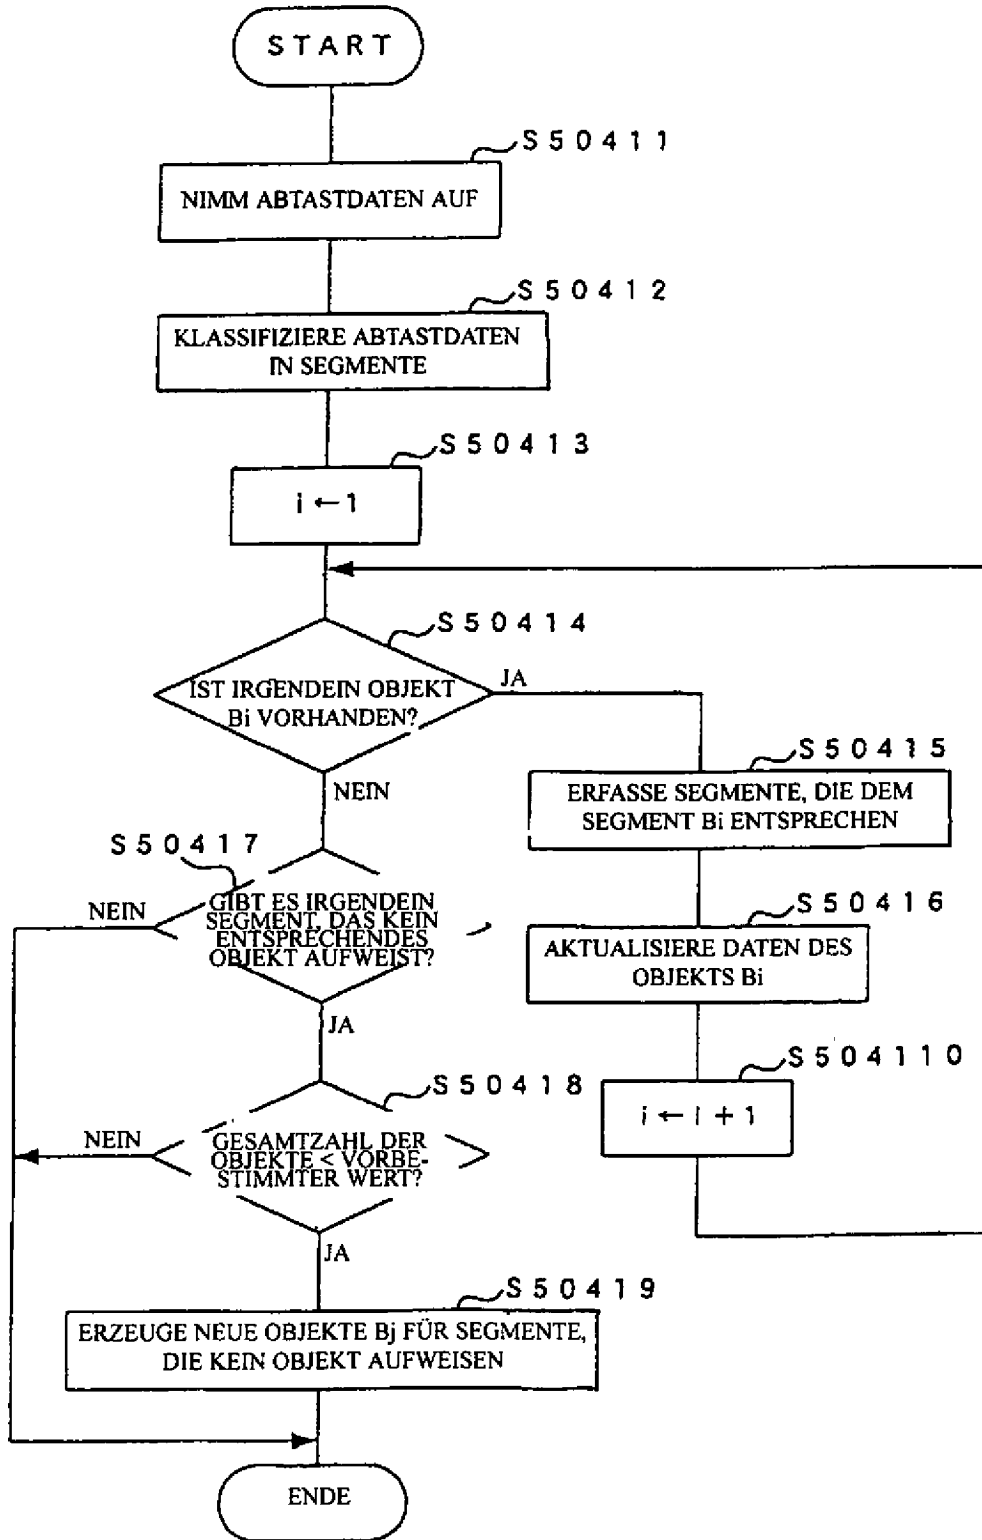 START
S50411
NIMM ABTASTDATEN AUF
S50412
KLASSIFIZIERE ABTASTDATEN
IN SEGMENTE
S50413
i ← 1
S50414
IST IRGENDEIN OBJEKT
Bi VORHANDEN?
JA
NEIN
S50415
ERFASSE SEGMENTE, DIE DEM
SEGMENT Bi ENTSPRECHEN
S50417
NEIN
GIBT ES IRGENDEIN
SEGMENT, DAS KEIN
ENTSPRECHENDES
OBJEKT AUFWEIST?
JA
S50416
AKTUALISIERE DATEN DES
OBJEKTS Bi
S504110
i ← i + 1
S50418
NEIN
GESAMTZAHL DER
OBJEKTE < VORBE-
STIMMTER WERT?
JA
S50419
ERZEUGE NEUE OBJEKTE Bj FÜR SEGMENTE,
DIE KEIN OBJEKT AUFWEISEN
ENDE